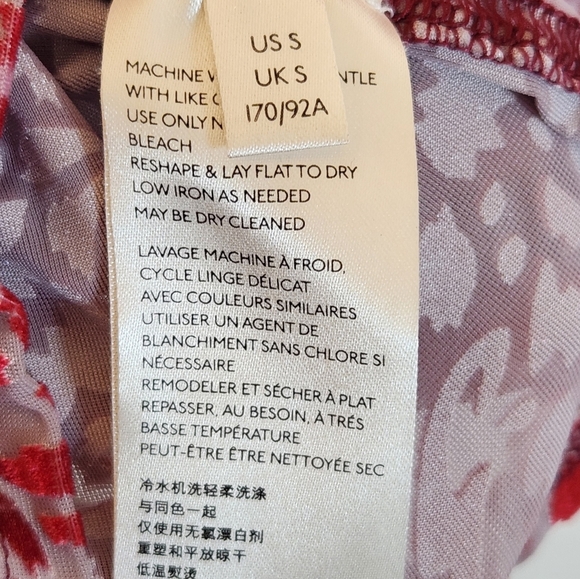 US S
UK S
170/92A
MACHINE
WITH LIKE
USE ONLY
BLEACH
RESHAPE & LAY FLAT TO DRY
LOW IRON AS NEEDED
MAY BE DRY CLEANED
LAVAGE MACHINE À FROID,
CYCLE LINGE DÉLICAT
AVEC COULEURS SIMILAIRES
UTILISER UN AGENT DE
BLANCHIMENT SANS CHLORE SI
NÉCESSAIRE
REMODELER ET SÉCHER À PLAT
REPASSER, AU BESOIN, À TRÉS
BASSE TEMPÉRATURE
PEUT-ÊTRE ÊTRE NETTOYÉE SEC
冷水机洗轻柔洗涤
与同色一起
仅使用无氯漂白剂
重塑和平放晾干
低温熨烫